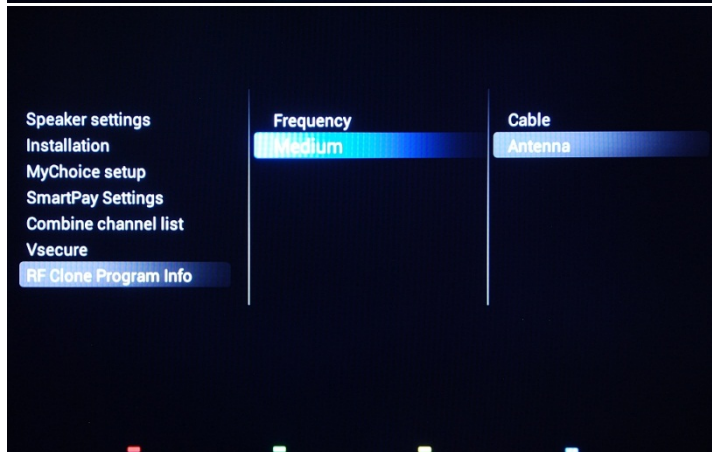 Speaker settings
Installation
MyChoice setup
SmartPay Settings
Combine channel list
Vsecure
RF Clone Program Info
Frequency
Medium
Cable
Antenna